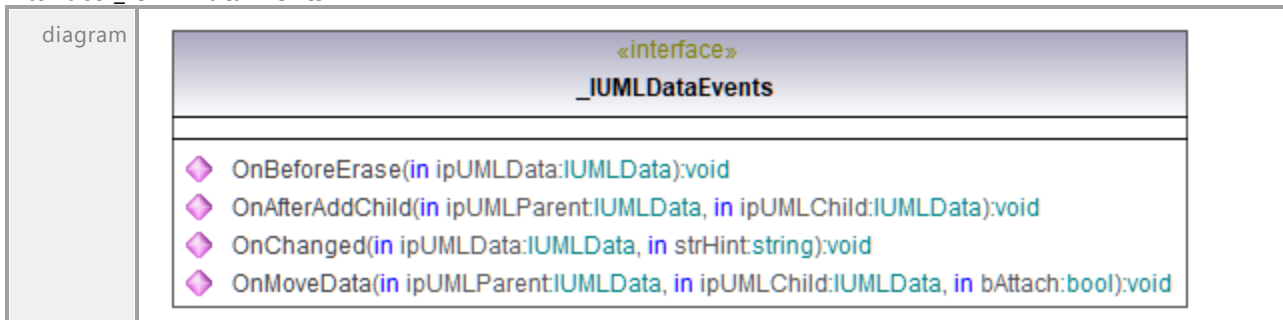 diagram
«interface»
_IUMLDataEvents
OnBeforeErase(in ipUMLData:IUMLData):void
OnAfterAddChild(in ipUMLParent:IUMLData, in ipUMLChild:IUMLData):void
OnChanged(in ipUMLData:IUMLData, in strHint:string):void
OnMoveData(in ipUMLParent:IUMLData, in ipUMLChild:IUMLData, in bAttach:bool):void